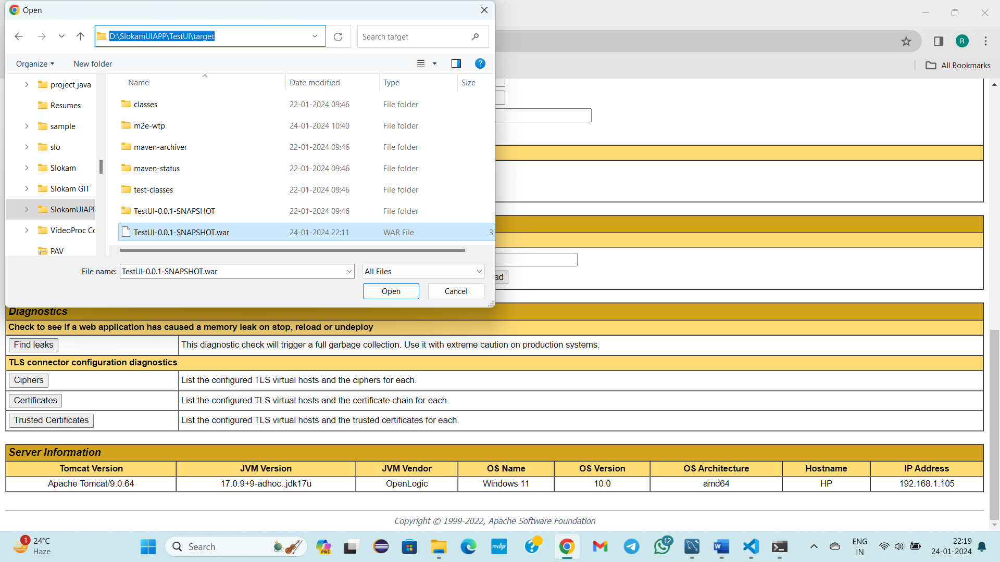 Open
D:\SlokamUIAPP\TestUI\target
Search target
Organize
New folder
Name
Date modified
Type
Size
project java
Resumes
sample
slo
Slokam
Slokam GIT
SlokamUIAPP
VideoProc Co
PAV
classes 22-01-2024 09:46 File folder
m2e-wtp 24-01-2024 10:40 File folder
maven-archiver 22-01-2024 09:46 File folder
maven-status 22-01-2024 09:46 File folder
test-classes 22-01-2024 09:46 File folder
TestUI-0.0.1-SNAPSHOT 22-01-2024 09:46 File folder
TestUI-0.0.1-SNAPSHOT.war 24-01-2024 22:11 WAR File 3
File name: TestUI-0.0.1-SNAPSHOT.war
All Files
Open
Cancel
R
All Bookmarks
ad
Diagnostics
Check to see if a web application has caused a memory leak on stop, reload or undeploy
Find leaks This diagnostic check will trigger a full garbage collection. Use it with extreme caution on production systems.
TLS connector configuration diagnostics
Ciphers List the configured TLS virtual hosts and the ciphers for each.
Certificates List the configured TLS virtual hosts and the certificate chain for each.
Trusted Certificates List the configured TLS virtual hosts and the trusted certificates for each.
Server Information
Tomcat Version JVM Version JVM Vendor OS Name OS Version OS Architecture Hostname IP Address
Apache Tomcat/9.0.64 17.0.9+9-adhoc..jdk17u OpenLogic Windows 11 10.0 amd64 HP 192.168.1.105
Copyright © 1999-2022, Apache Software Foundation
1
24°C
Haze
Search
PRE
myhp
12
ENG
IN
22:19
24-01-2024